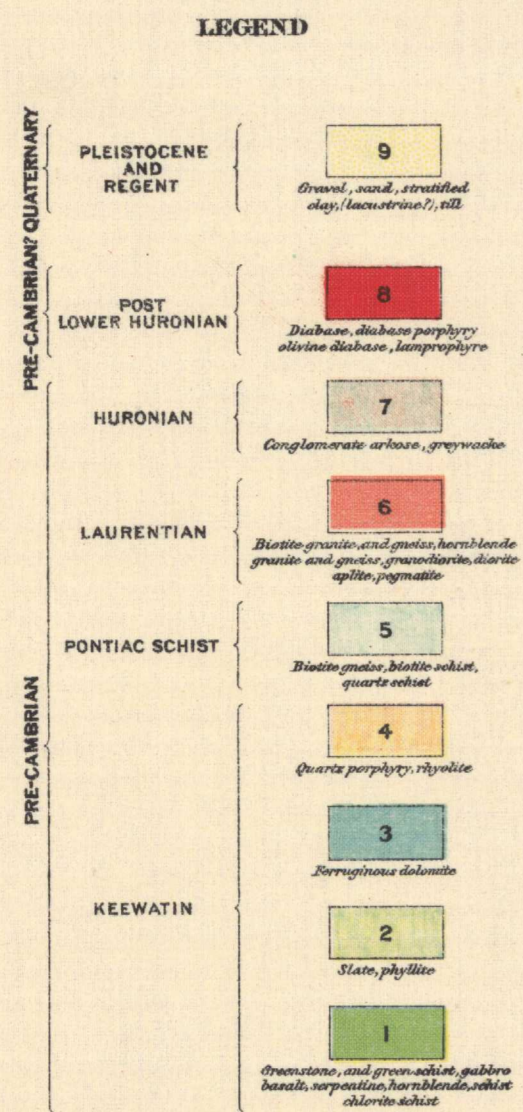 LEGEND
QUATERNARY
PLEISTOCENE
AND
REGENT
9
Gravel, sand, stratified
clay, (lacustrine?), till
PRE-CAMBRIAN?
POST
LOWER HURONIAN
8
Diabase, diabase porphyry
olivine diabase, lamprophyre
PRE-CAMBRIAN
HURONIAN
7
Conglomerate arkose, greywacke
LAURENTIAN
6
Biotite granite, and gneiss, hornblende
granite and gneiss, granodiorite, diorite
aplite, pegmatite
PONTIAC SCHIST
5
Biotite gneiss, biotite schist,
quartz schist
KEEWATIN
4
Quartz porphyry, rhyolite
3
Ferruginous dolomite
2
Slate, phyllite
1
Greenstone, and green schist, gabbro
basalt, serpentine, hornblende, schist
chlorite schist